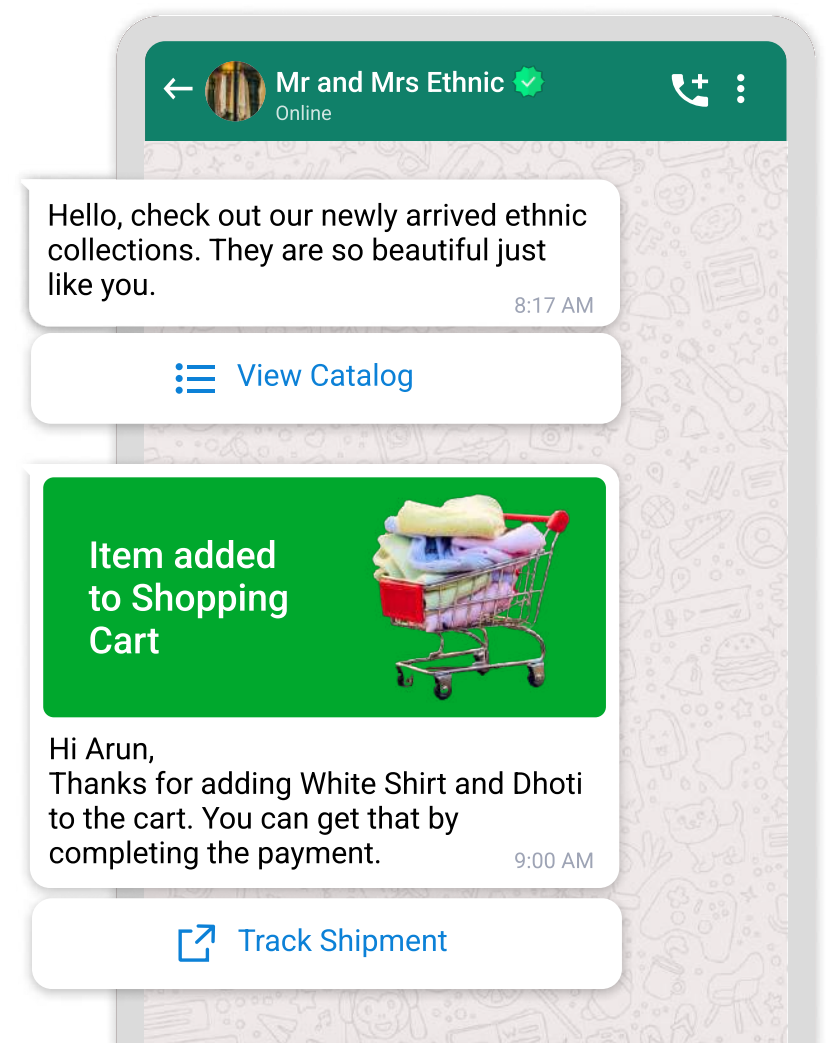 Mr and Mrs Ethnic
Online
Hello, check out our newly arrived ethnic
collections. They are so beautiful just
like you.
8:17 AM
View Catalog
Item added
to Shopping
Cart
Hi Arun,
Thanks for adding White Shirt and Dhoti
to the cart. You can get that by
completing the payment.
9:00 AM
Track Shipment